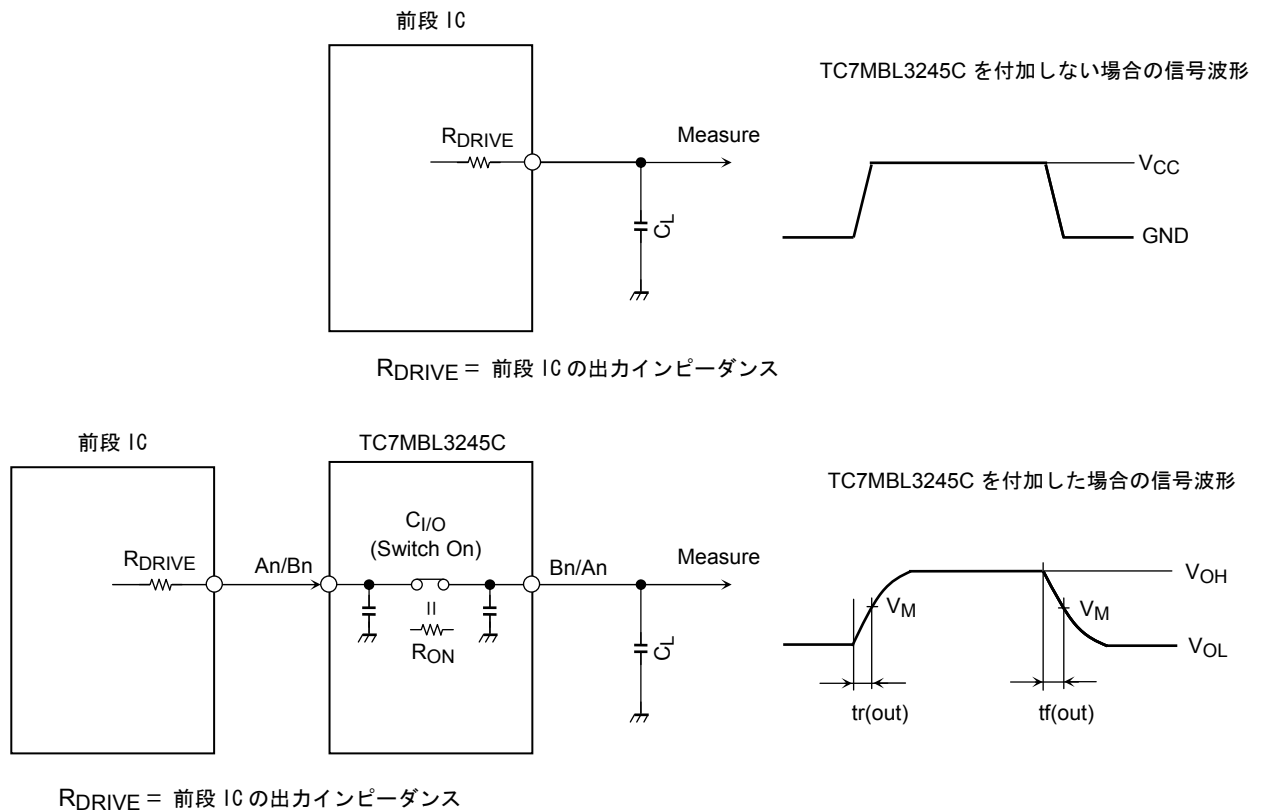 前段 IC
TC7MBL3245C を付加しない場合の信号波形
RDRIVE
Measure
CL
VCC
GND
RDRIVE = 前段 IC の出力インピーダンス
前段 IC
TC7MBL3245C
TC7MBL3245C を付加した場合の信号波形
CI/O
(Switch On)
RDRIVE
An/Bn
Bn/An
Measure
=
RON
CL
VOH
VM
VM
VOL
tr(out)
tf(out)
RDRIVE = 前段 IC の出力インピーダンス